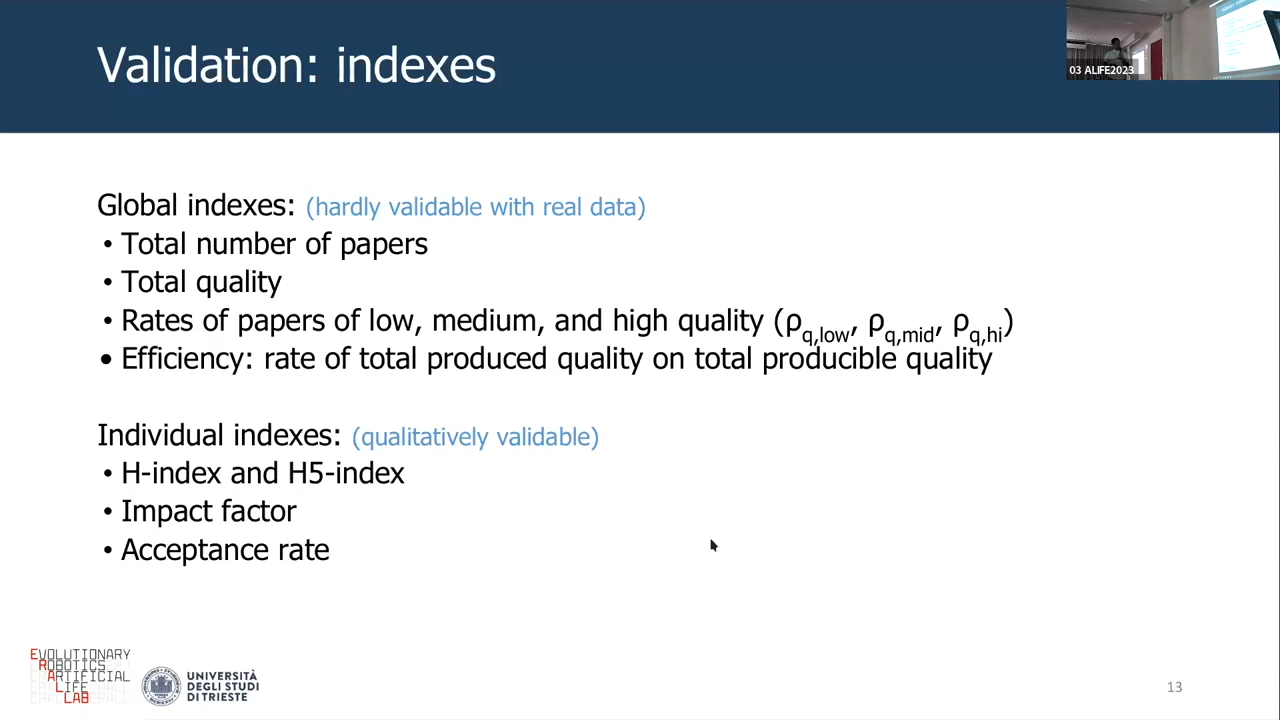 Validation: indexes
03 ALIFE2023
Global indexes: (hardly validable with real data)
• Total number of papers
• Total quality
• Rates of papers of low, medium, and high quality (ρq,low, ρq,mid, ρq,hi)
• Efficiency: rate of total produced quality on total producible quality
Individual indexes: (qualitatively validable)
• H-index and H5-index
• Impact factor
• Acceptance rate
EVOLUTIONARY
ROBOTICS
ARTIFICIAL
LIFE
LAB
UNIVERSITÀ
DEGLI STUDI
DI TRIESTE
13